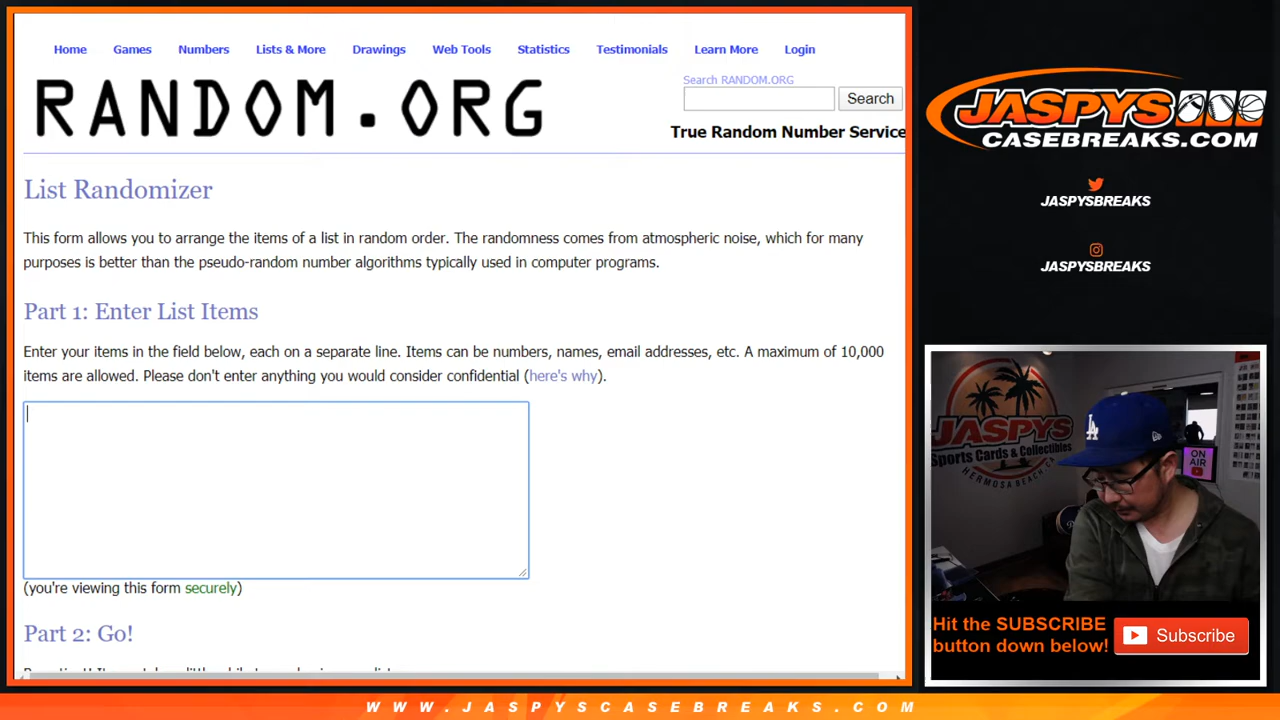 Home Games Numbers Lists & More Drawings Web Tools Statistics Testimonials Learn More Login
RANDOM.ORG
Search RANDOM.ORG
Search
True Random Number Service
JASPYS
CASEBREAKS.COM
JASPYSBREAKS
JASPYSBREAKS
List Randomizer
This form allows you to arrange the items of a list in random order. The randomness comes from atmospheric noise, which for many
purposes is better than the pseudo-random number algorithms typically used in computer programs.
Part 1: Enter List Items
Enter your items in the field below, each on a separate line. Items can be numbers, names, email addresses, etc. A maximum of 10,000
items are allowed. Please don't enter anything you would consider confidential (here's why).
(you're viewing this form securely)
Part 2: Go!
JASPYS
Sports Cards & Collectibles
HERMOSA BEACH CA
LA
ON
AIR
Hit the SUBSCRIBE
button down below!
Subscribe
WWW.JASPYSCASEBREAKS.COM